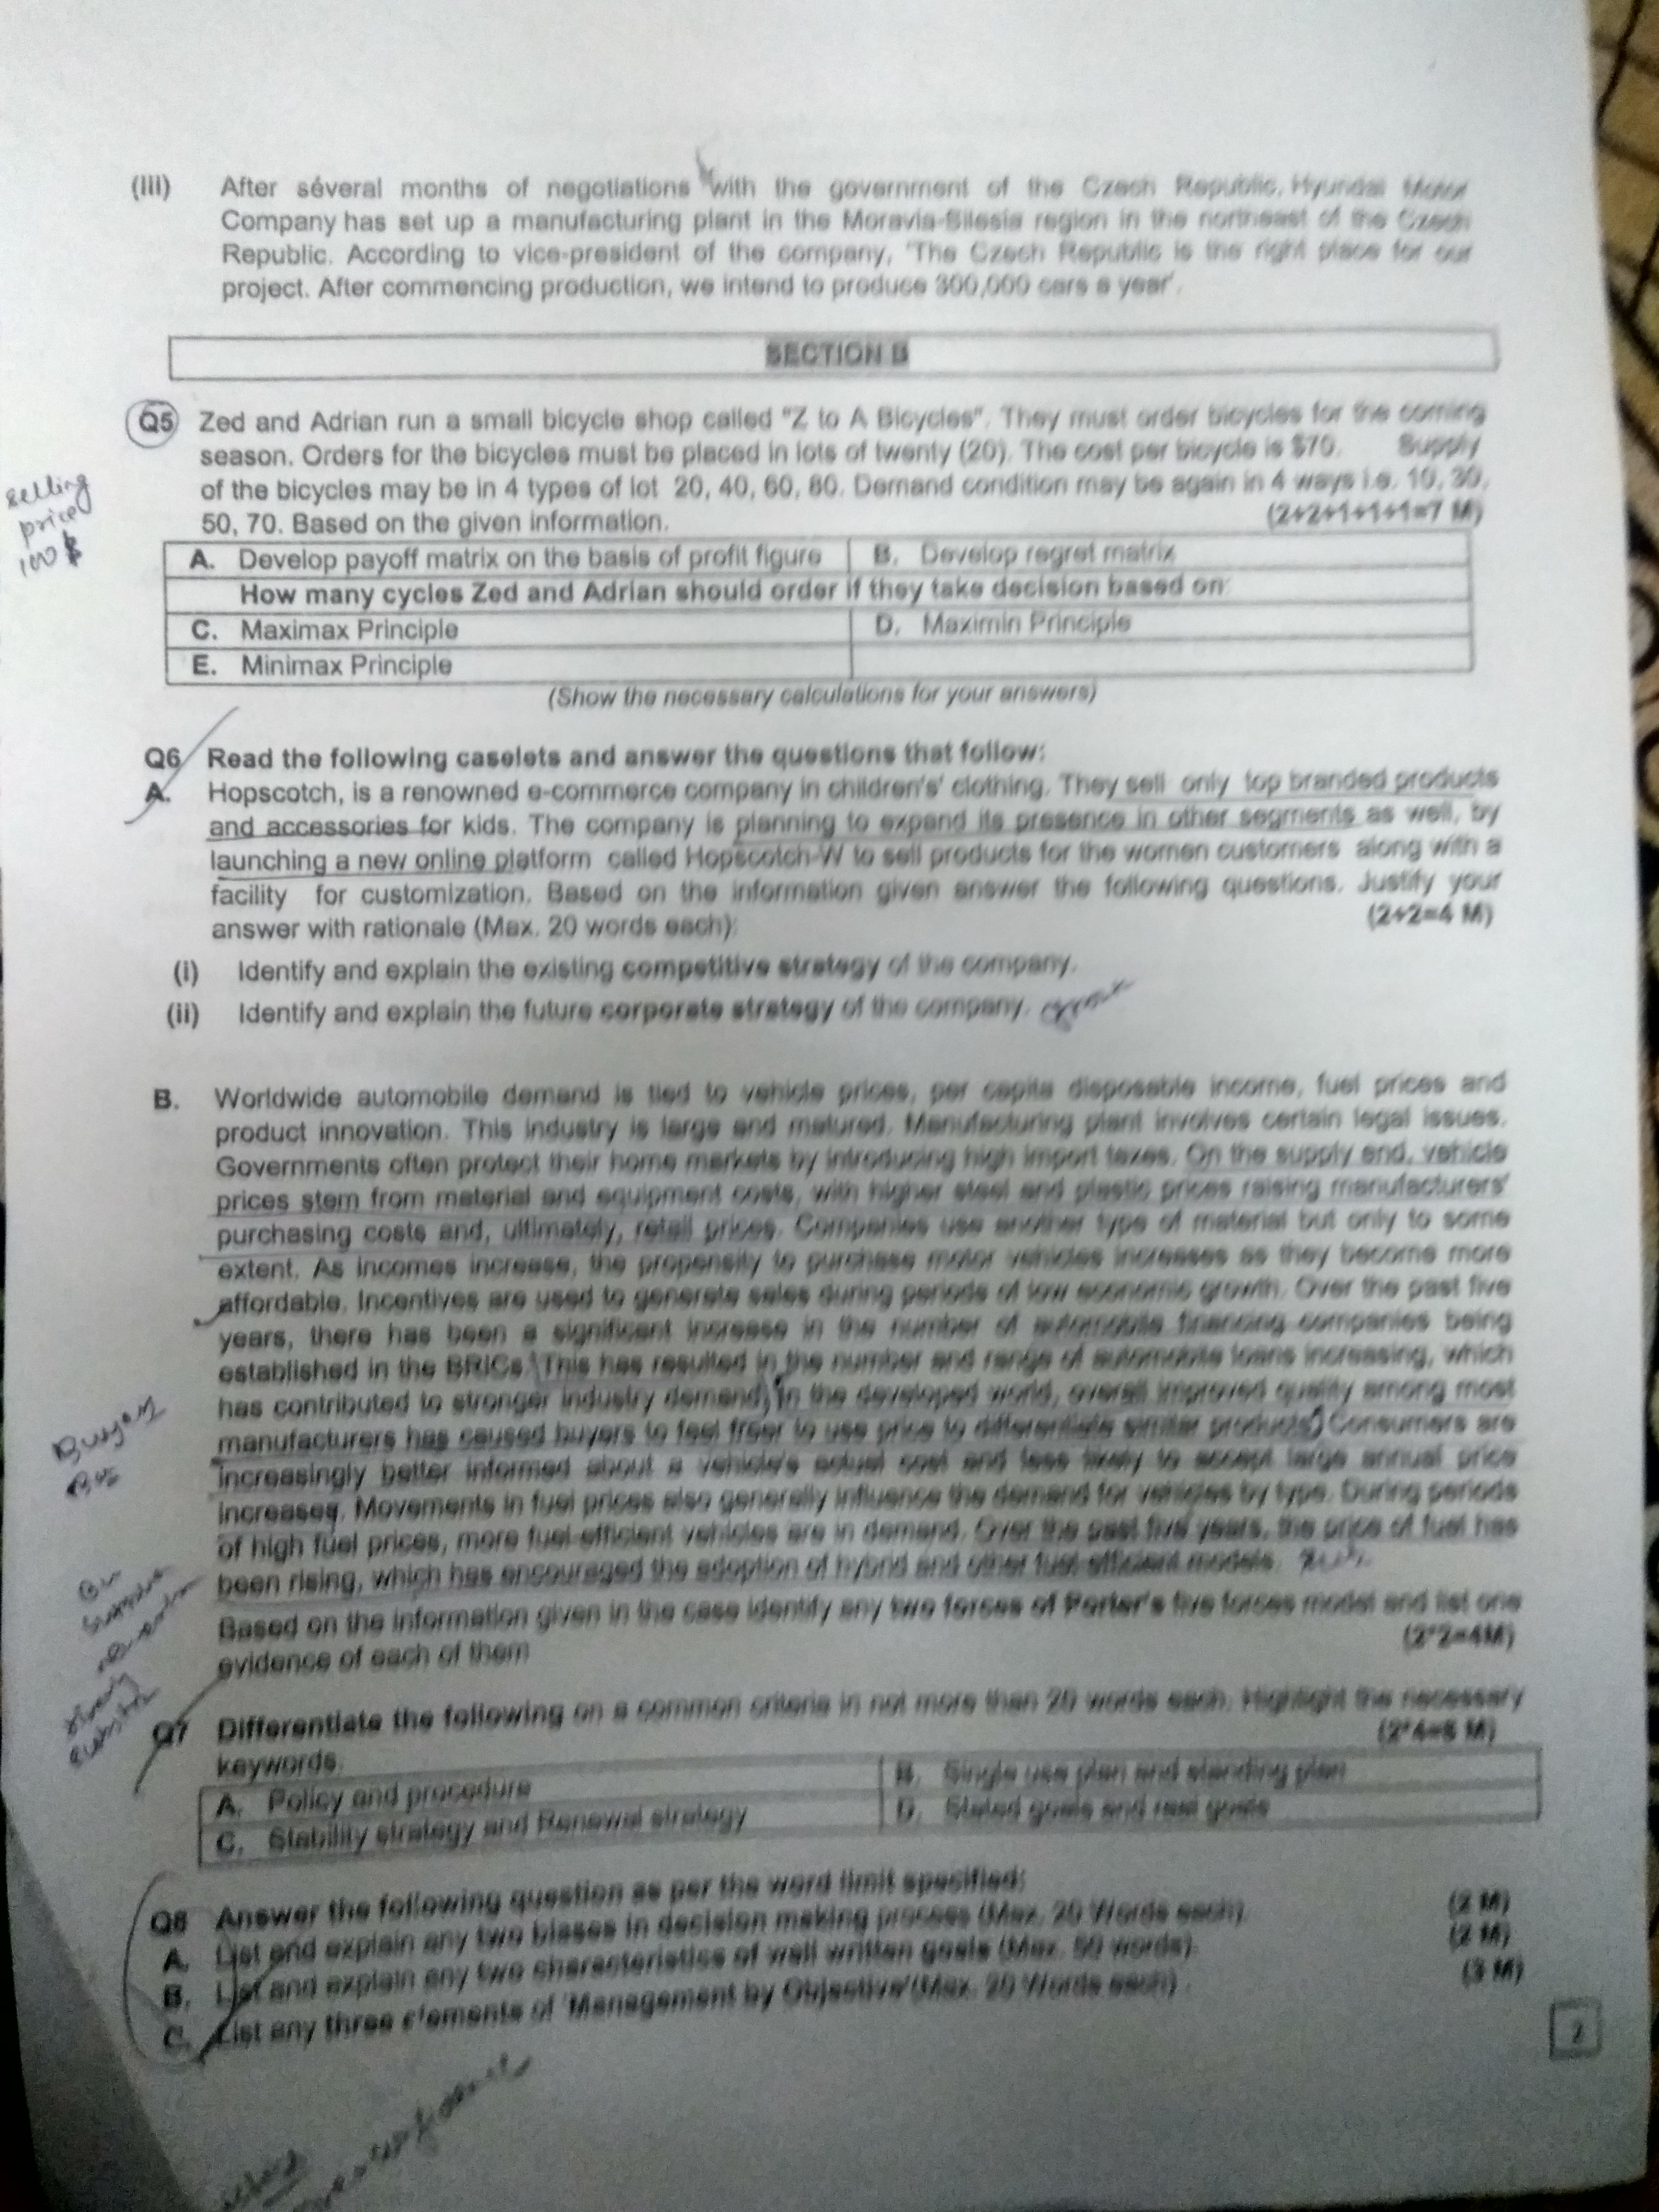 (III) After several months of negotiations with the government of the Czech Republic, Hyundai Motor
Company has set up a manufacturing plant in the Moravia-Silesia region in the northeast of the Czech
Republic. According to vice-president of the company, 'The Czech Republic is the right place for our
project. After commencing production, we intend to produce 300,000 cars a year'.
SECTION B
Q5 Zed and Adrian run a small bicycle shop called "Z to A Bicycles". They must order bicycles for the coming
season. Orders for the bicycles must be placed in lots of twenty (20). The cost per bicycle is $70. Supply
of the bicycles may be in 4 types of lot 20, 40, 60, 80. Demand condition may be again in 4 ways i.e. 10, 30,
50, 70. Based on the given information. (2+2+1+1+1=7 M)
selling
price
100 $
A. Develop payoff matrix on the basis of profit figure B. Develop regret matrix
How many cycles Zed and Adrian should order if they take decision based on:
C. Maximax Principle D. Maximin Principle
E. Minimax Principle
(Show the necessary calculations for your answers)
Q6 Read the following caselets and answer the questions that follow:
A. Hopscotch, is a renowned e-commerce company in children's' clothing. They sell only top branded products
and accessories for kids. The company is planning to expand its presence in other segments as well, by
launching a new online platform called Hopscotch-W to sell products for the women customers along with a
facility for customization. Based on the information given answer the following questions. Justify your
answer with rationale (Max. 20 words each): (2+2=4 M)
(i) Identify and explain the existing competitive strategy of the company.
(ii) Identify and explain the future corporate strategy of the company.
B. Worldwide automobile demand is tied to vehicle prices, per capita disposable income, fuel prices and
product innovation. This industry is large and matured. Manufacturing plant involves certain legal issues.
Governments often protect their home markets by introducing high import taxes. On the supply end, vehicle
prices stem from material and equipment costs, with higher steel and plastic prices raising manufacturers'
purchasing costs and, ultimately, retail prices. Companies use another type of material but only to some
extent. As incomes increase, the propensity to purchase motor vehicles increases as they become more
affordable. Incentives are used to generate sales during periods of low economic growth. Over the past five
years, there has been a significant increase in the number of automobile financing companies being
established in the BRICs. This has resulted in the number and range of automobile loans increasing, which
has contributed to stronger industry demand. In the developed world, overall improved quality among most
manufacturers has caused buyers to feel freer to use price to differentiate similar products. Consumers are
increasingly better informed about a vehicle's actual cost and less likely to accept large annual price
increases. Movements in fuel prices also generally influence the demand for vehicles by type. During periods
of high fuel prices, more fuel-efficient vehicles are in demand. Over the past five years, the price of fuel has
been rising, which has encouraged the adoption of hybrid and other fuel-efficient models.
Based on the information given in the case identify any two forces of Porter's five forces model and list one
evidence of each of them (2*2=4M)
Q7 Differentiate the following on a common criteria in not more than 20 words each. Highlight the necessary
keywords. (2*4=8 M)
A. Policy and procedure B. Single use plan and standing plan
C. Stability strategy and Renewal strategy D. Stated goals and real goals
Q8 Answer the following question as per the word limit specified:
A. List and explain any two biases in decision making process (Max. 20 Words each) (2 M)
B. List and explain any two characteristics of well written goals (Max. 50 words) (2 M)
C. List any three elements of 'Management by Objective' (Max. 20 Words each) (3 M)
2